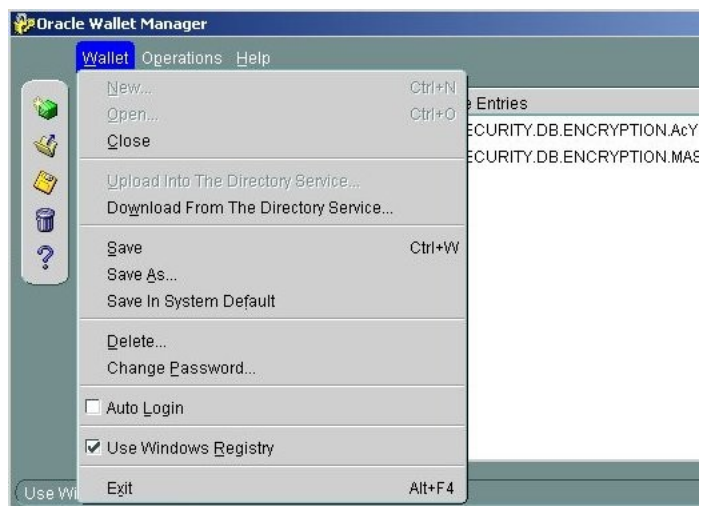 Oracle Wallet Manager
Wallet Operations Help
New... Ctrl+N
Open... Ctrl+O
Close
Upload Into The Directory Service...
Download From The Directory Service...
Save Ctrl+W
Save As...
Save In System Default
Delete...
Change Password...
Auto Login
Use Windows Registry
Exit Alt+F4
Entries
ECURITY.DB.ENCRYPTION.AcY
ECURITY.DB.ENCRYPTION.MAS
Use Wi